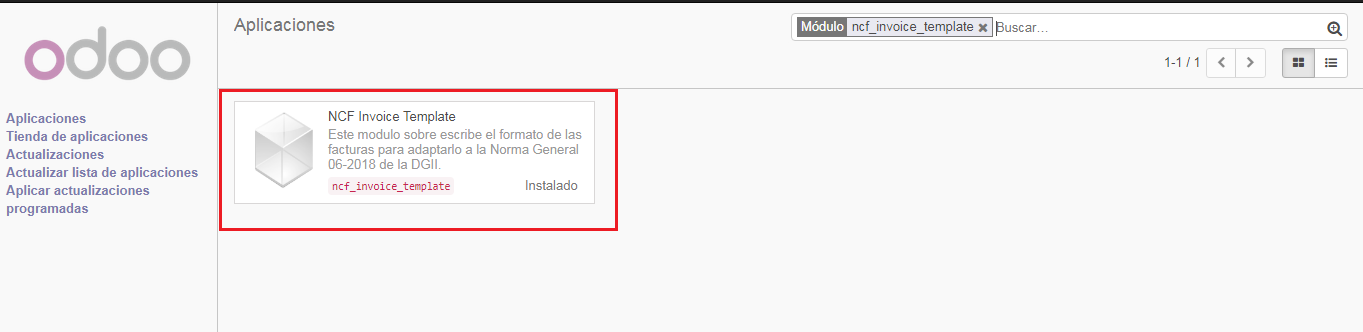 odoo
Aplicaciones
Tienda de aplicaciones
Actualizaciones
Actualizar lista de aplicaciones
Aplicar actualizaciones
programadas
Aplicaciones
Módulo ncf_invoice_template Buscar...
1-1 / 1
NCF Invoice Template
Este modulo sobre escribe el formato de las
facturas para adaptarlo a la Norma General
06-2018 de la DGII.
ncf_invoice_template Instalado